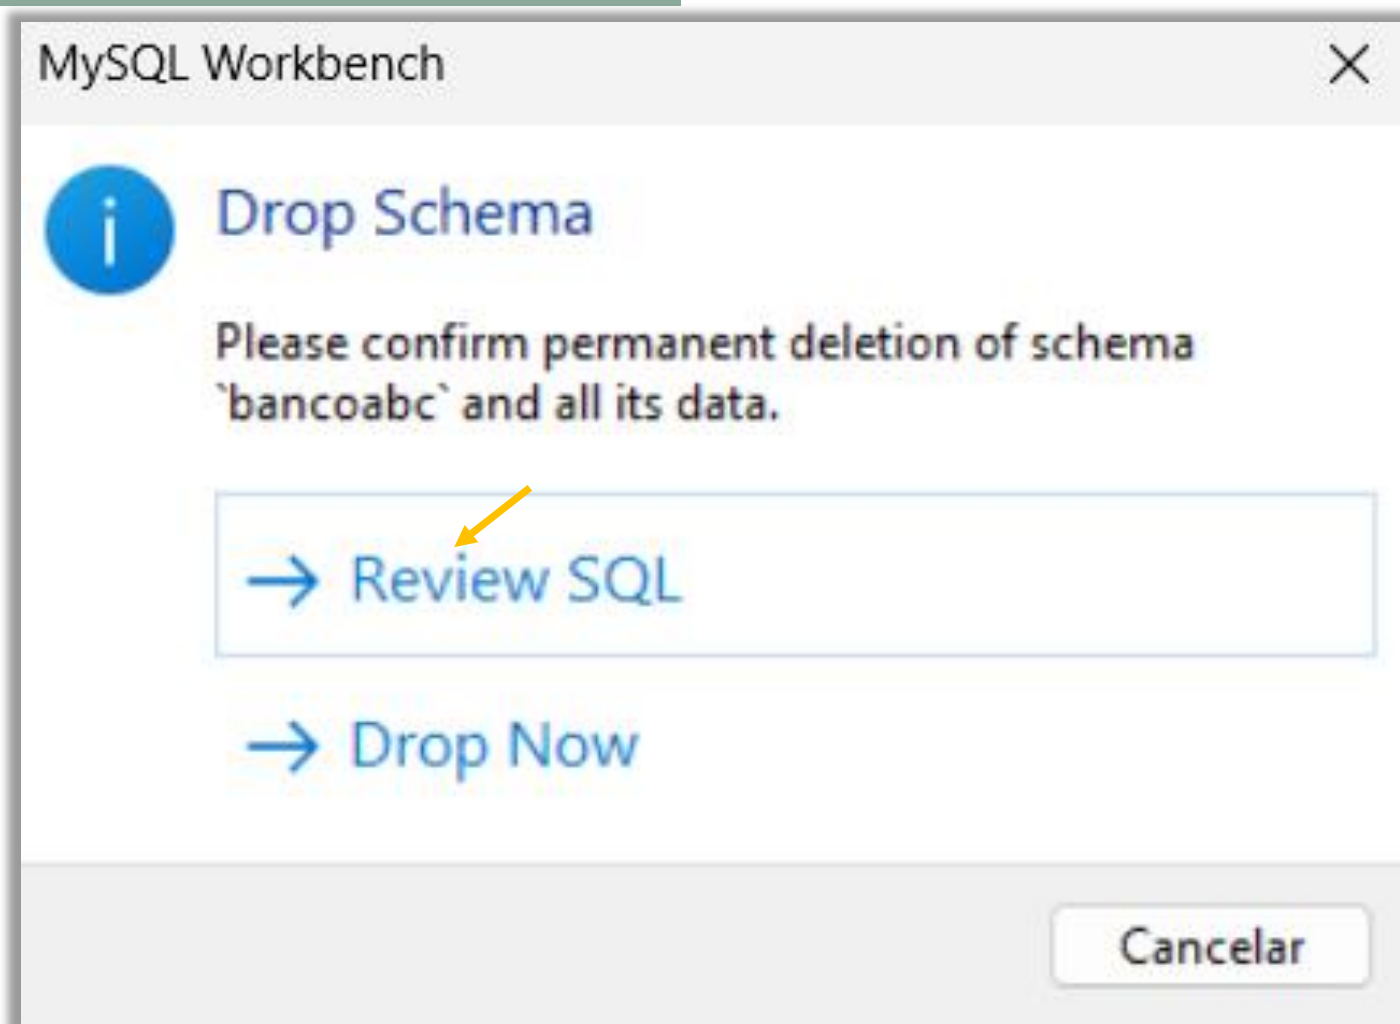 MySQL Workbench
Drop Schema
Please confirm permanent deletion of schema
`bancoabc` and all its data.
Review SQL
Drop Now
Cancelar